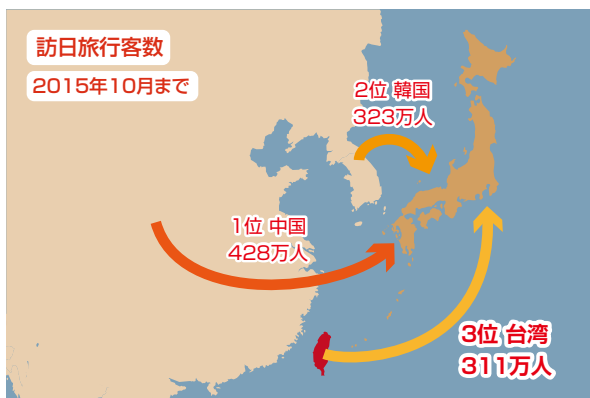 訪日旅行客数
2015年10月まで
2位 韓国
323万人
1位 中国
428万人
3位 台湾
311万人